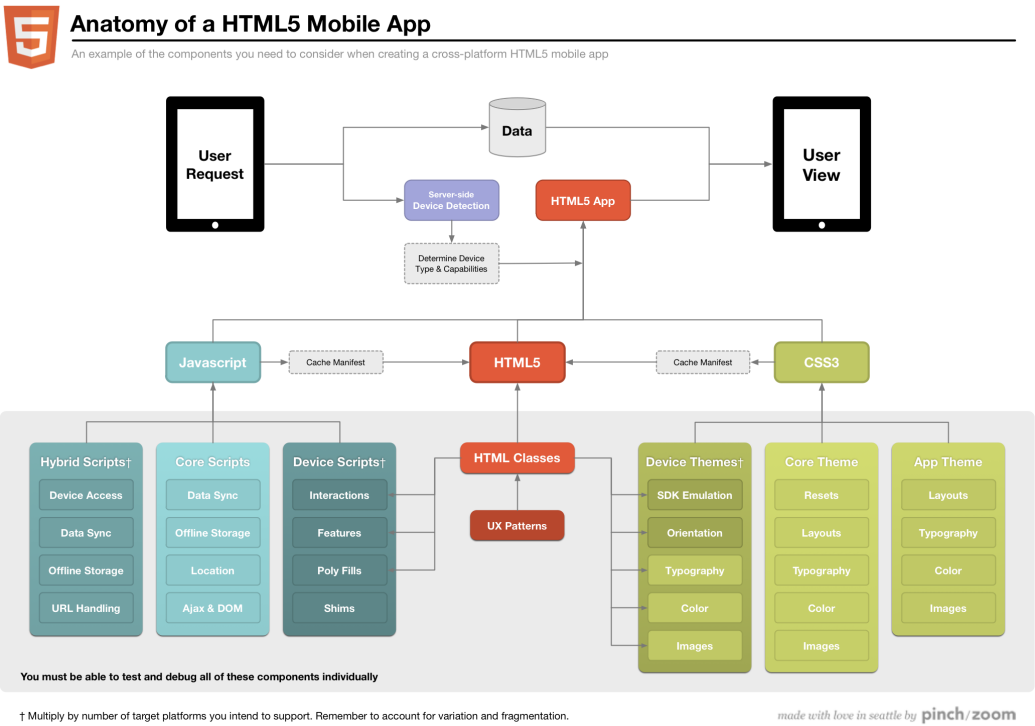 5
Anatomy of a HTML5 Mobile App
An example of the components you need to consider when creating a cross-platform HTML5 mobile app
User
Request
Data
User
View
Server-side
Device Detection
HTML5 App
Determine Device
Type & Capabilities
Javascript
Cache Manifest
HTML5
Cache Manifest
CSS3
Hybrid Scripts†
Device Access
Data Sync
Offline Storage
URL Handling
Core Scripts
Data Sync
Offline Storage
Location
Ajax & DOM
Device Scripts†
Interactions
Features
Poly Fills
Shims
HTML Classes
UX Patterns
Device Themes†
SDK Emulation
Orientation
Typography
Color
Images
Core Theme
Resets
Layouts
Typography
Color
Images
App Theme
Layouts
Typography
Color
Images
You must be able to test and debug all of these components individually
† Multiply by number of target platforms you intend to support. Remember to account for variation and fragmentation.
made with love in seattle by pinch/zoom